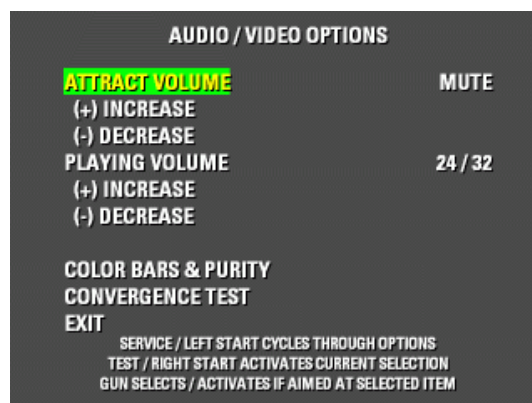 AUDIO / VIDEO OPTIONS
ATTRACT VOLUME MUTE
(+) INCREASE
(-) DECREASE
PLAYING VOLUME 24 / 32
(+) INCREASE
(-) DECREASE
COLOR BARS & PURITY
CONVERGENCE TEST
EXIT
SERVICE / LEFT START CYCLES THROUGH OPTIONS
TEST / RIGHT START ACTIVATES CURRENT SELECTION
GUN SELECTS / ACTIVATES IF AIMED AT SELECTED ITEM